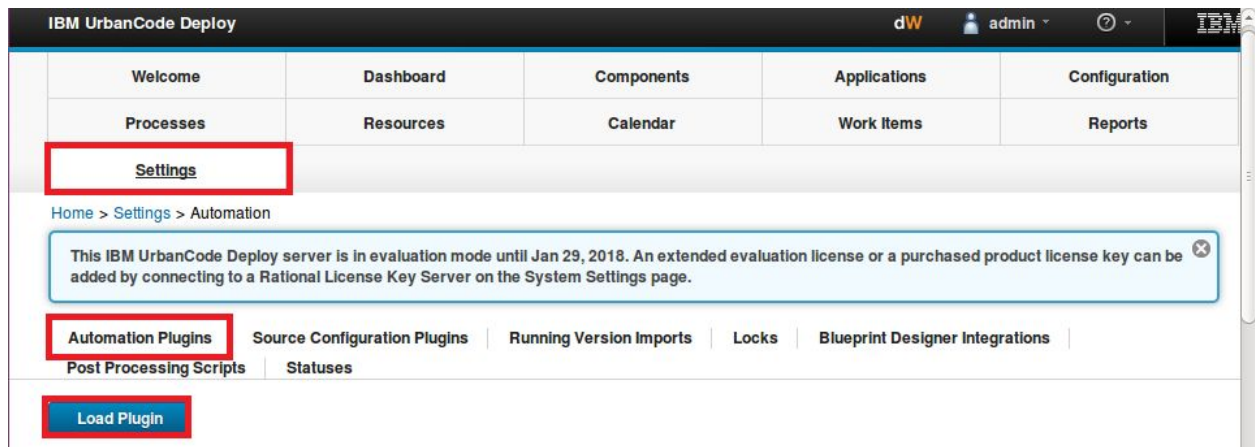 IBM UrbanCode Deploy dW admin ? IBM
Welcome Dashboard Components Applications Configuration
Processes Resources Calendar Work Items Reports
Settings
Home > Settings > Automation
This IBM UrbanCode Deploy server is in evaluation mode until Jan 29, 2018. An extended evaluation license or a purchased product license key can be
added by connecting to a Rational License Key Server on the System Settings page.
Automation Plugins Source Configuration Plugins Running Version Imports Locks Blueprint Designer Integrations
Post Processing Scripts Statuses
Load Plugin